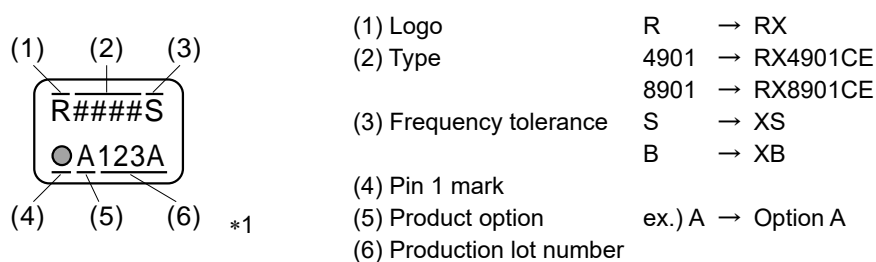 (1) (2) (3)
R####S
A123A
(4) (5) (6) *1
(1) Logo R → RX
(2) Type 4901 → RX4901CE
8901 → RX8901CE
(3) Frequency tolerance S → XS
B → XB
(4) Pin 1 mark
(5) Product option ex.) A → Option A
(6) Production lot number